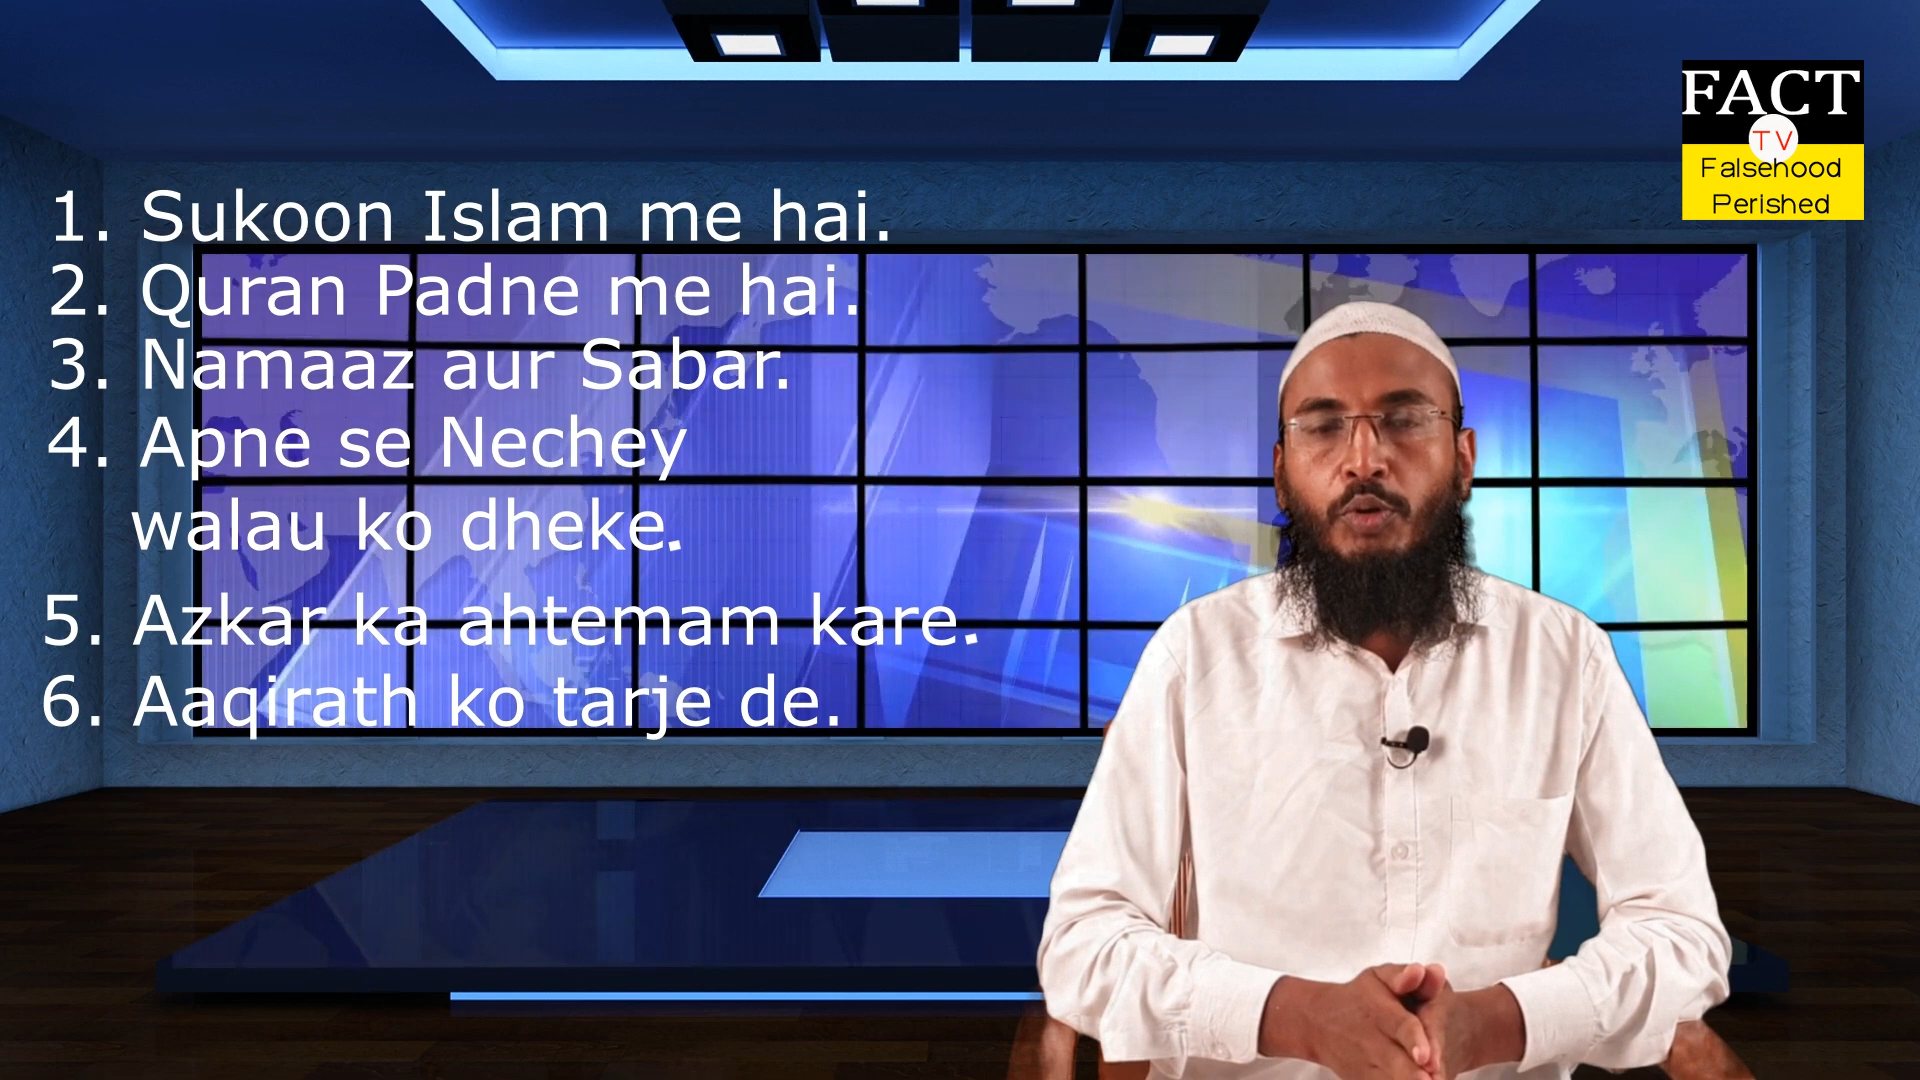 FACT
TV
Falsehood
Perished
1. Sukoon Islam me hai.
2. Quran Padne me hai.
3. Namaaz aur Sabar.
4. Apne se Nechey
walau ko dheke.
5. Azkar ka ahtemam kare.
6. Aaqirath ko tarje de.